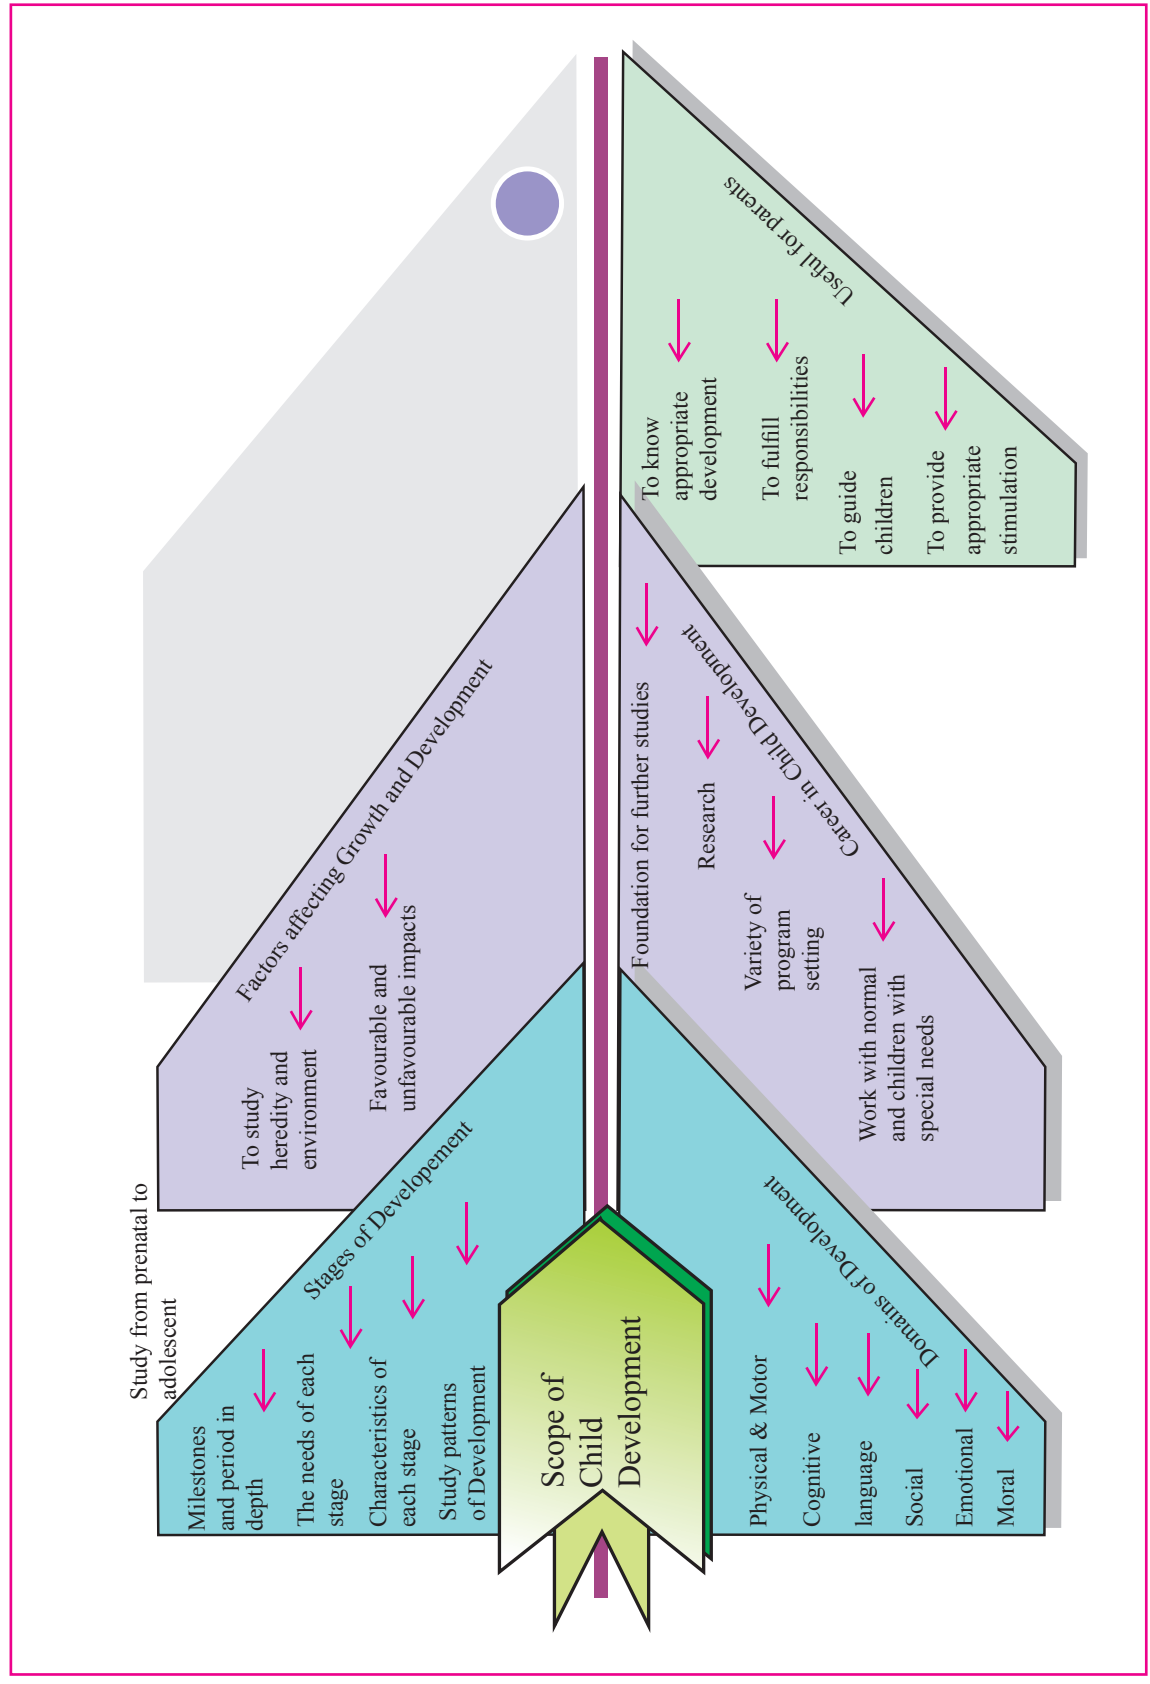 Scope of
Child
Development
Study from prenatal to
adolescent
Stages of Developement
Milestones
and period in
depth
The needs of each
stage
Characteristics of
each stage
Study patterns
of Development
Factors affecting Growth and Development
To study
heredity and
environment
Favourable and
unfavourable impacts
Domains of Development
Physical & Motor
Cognitive
language
Social
Emotional
Moral
Career in Child Development
Foundation for further studies
Research
Variety of
program
setting
Work with normal
and children with
special needs
Useful for parents
To know
appropriate
development
To fulfill
responsibilities
To guide
children
To provide
appropriate
stimulation